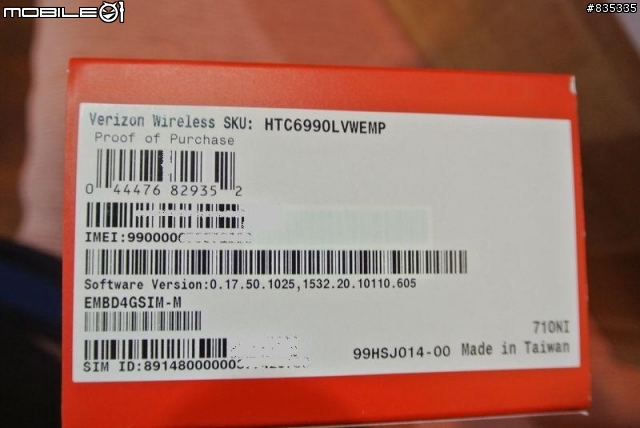 MOBILE01
#835335
Verizon Wireless SKU: HTC6990LVWEMP
Proof of Purchase
0 44476 82935 2
IMEI:990000
Software Version:0.17.50.1025,1532.20.10110.605
EMBD4GSIM-M
710NI
99HSJ014-00 Made in Taiwan
SIM ID:89148000000